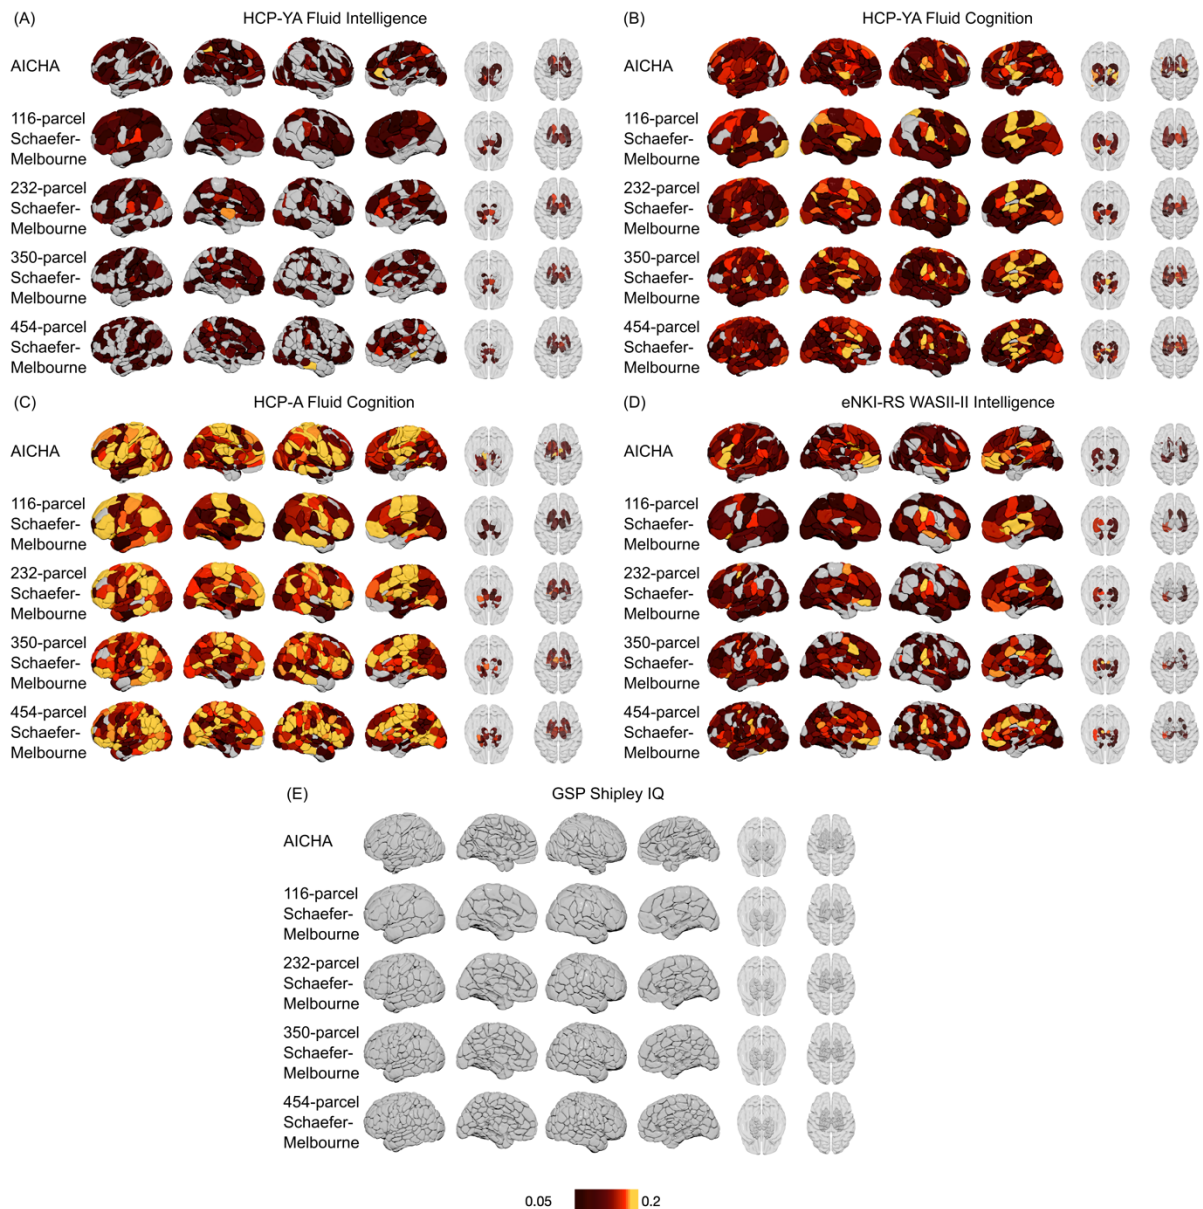 (A) HCP-YA Fluid Intelligence
AICHA
116-parcel
Schaefer-
Melbourne
232-parcel
Schaefer-
Melbourne
350-parcel
Schaefer-
Melbourne
454-parcel
Schaefer-
Melbourne
(B) HCP-YA Fluid Cognition
AICHA
116-parcel
Schaefer-
Melbourne
232-parcel
Schaefer-
Melbourne
350-parcel
Schaefer-
Melbourne
454-parcel
Schaefer-
Melbourne
(C) HCP-A Fluid Cognition
AICHA
116-parcel
Schaefer-
Melbourne
232-parcel
Schaefer-
Melbourne
350-parcel
Schaefer-
Melbourne
454-parcel
Schaefer-
Melbourne
(D) eNKI-RS WASII-II Intelligence
AICHA
116-parcel
Schaefer-
Melbourne
232-parcel
Schaefer-
Melbourne
350-parcel
Schaefer-
Melbourne
454-parcel
Schaefer-
Melbourne
(E) GSP Shipley IQ
AICHA
116-parcel
Schaefer-
Melbourne
232-parcel
Schaefer-
Melbourne
350-parcel
Schaefer-
Melbourne
454-parcel
Schaefer-
Melbourne
0.05 0.2